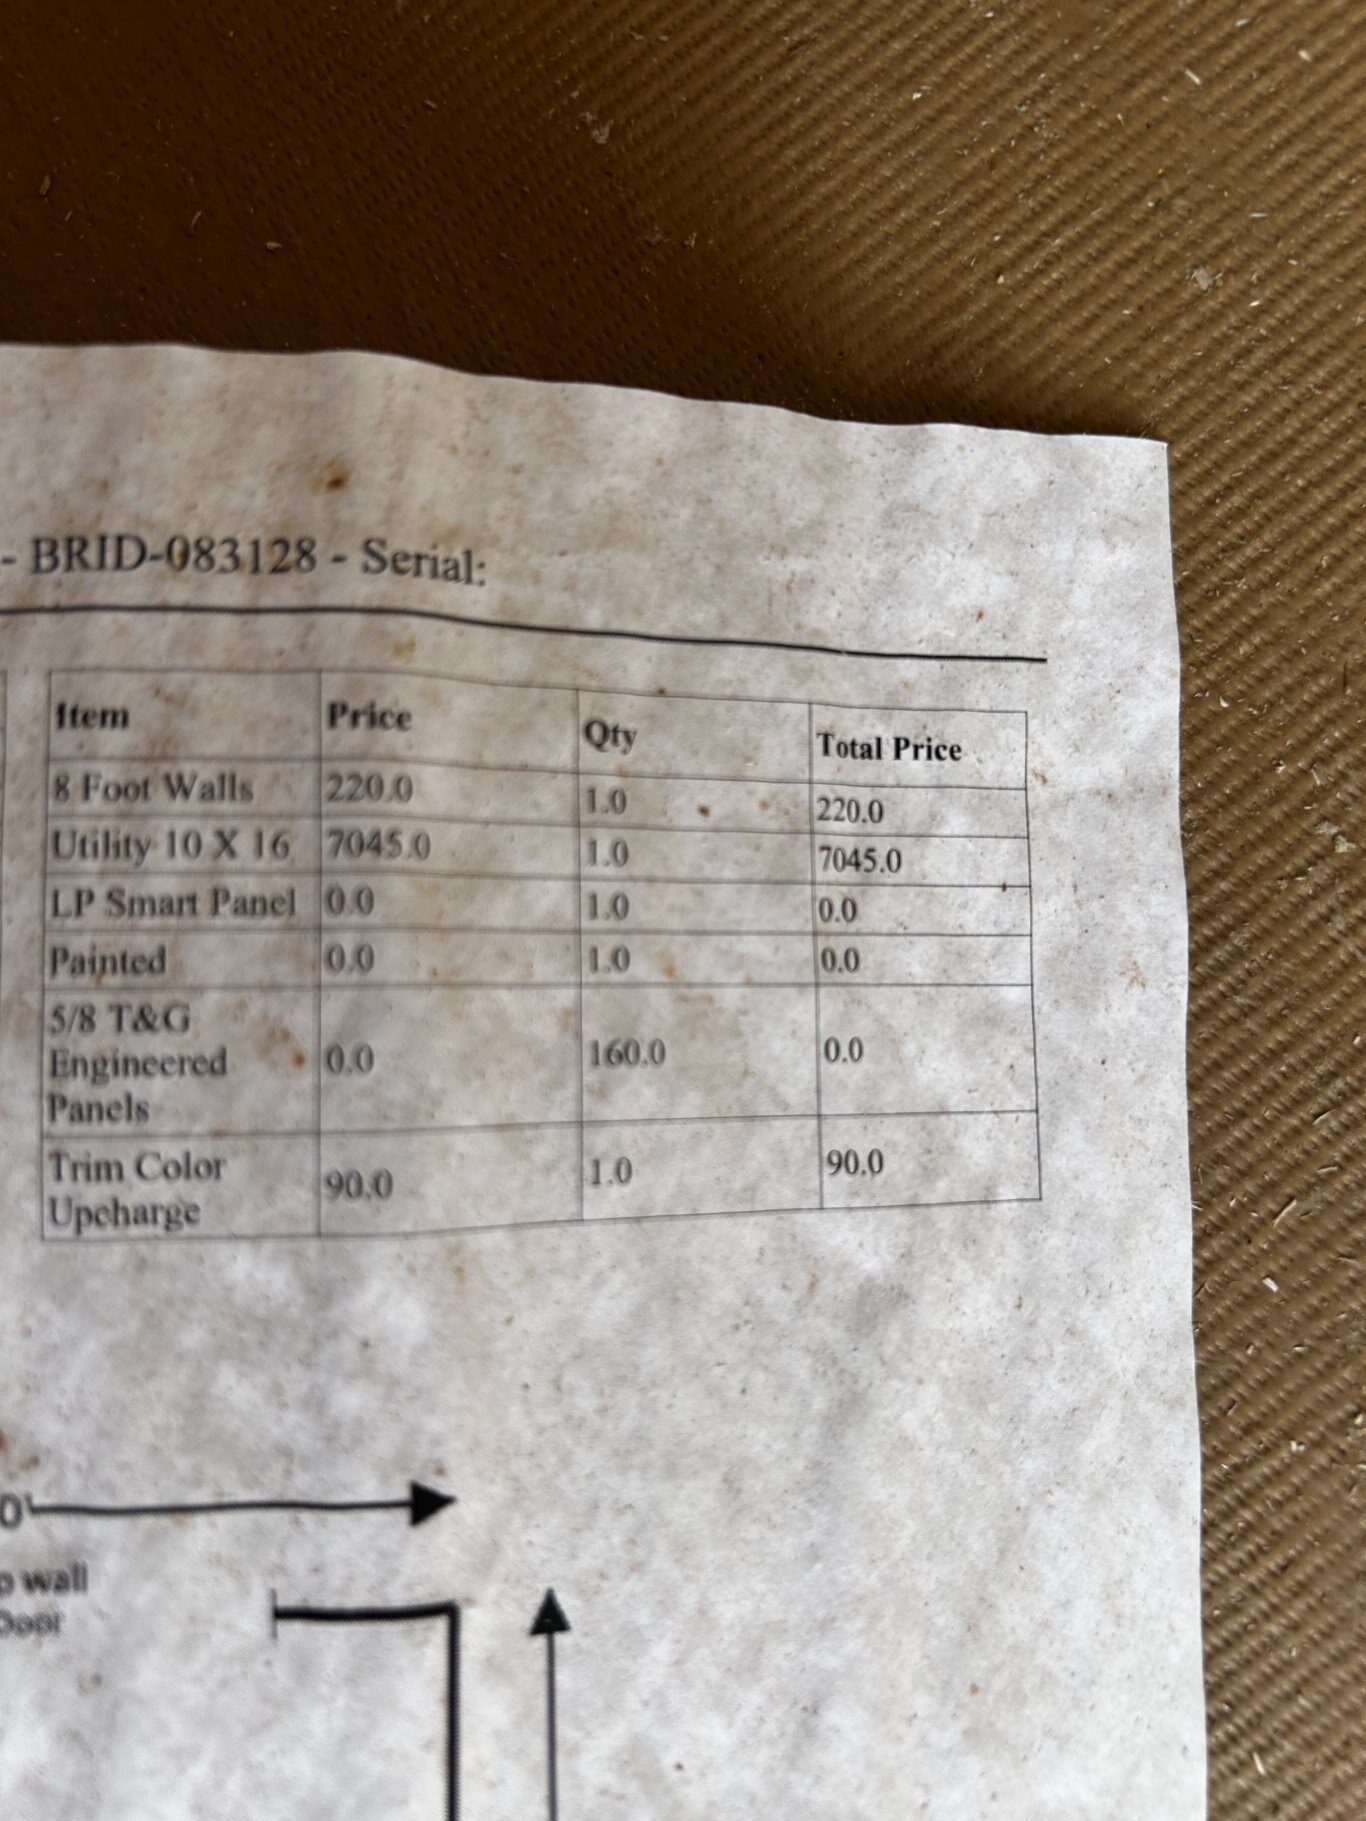 - BRID-083128 - Serial:
Item Price Qty Total Price
8 Foot Walls 220.0 1.0 220.0
Utility 10 X 16 7045.0 1.0 7045.0
LP Smart Panel 0.0 1.0 0.0
Painted 0.0 1.0 0.0
5/8 T&G
Engineered 0.0 160.0 0.0
Panels
Trim Color 90.0 1.0 90.0
Upcharge
0'
wall
Door